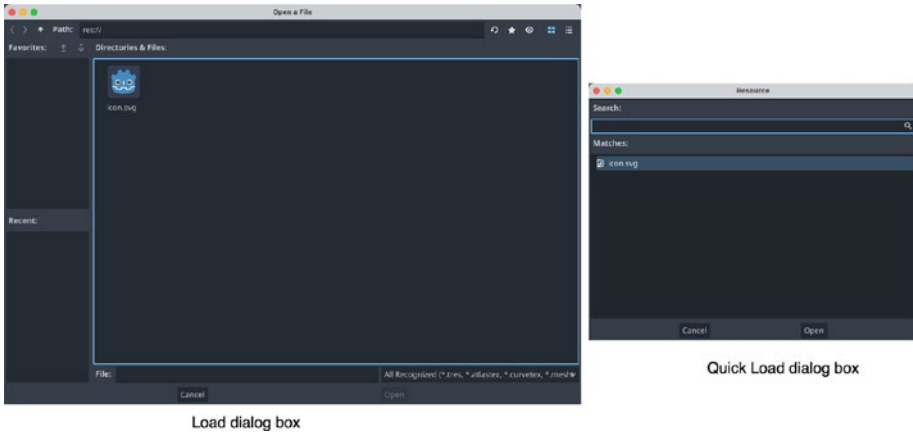 Open a File
Path: res://
Favorites:
Directories & Files:
icon.svg
Recent:
File:
All Recognized (*.tres, *.atlastex, *.curvetex, *.mesh
Cancel
Open
Load dialog box
Resource
Search:
Matches:
icon.svg
Cancel
Open
Quick Load dialog box